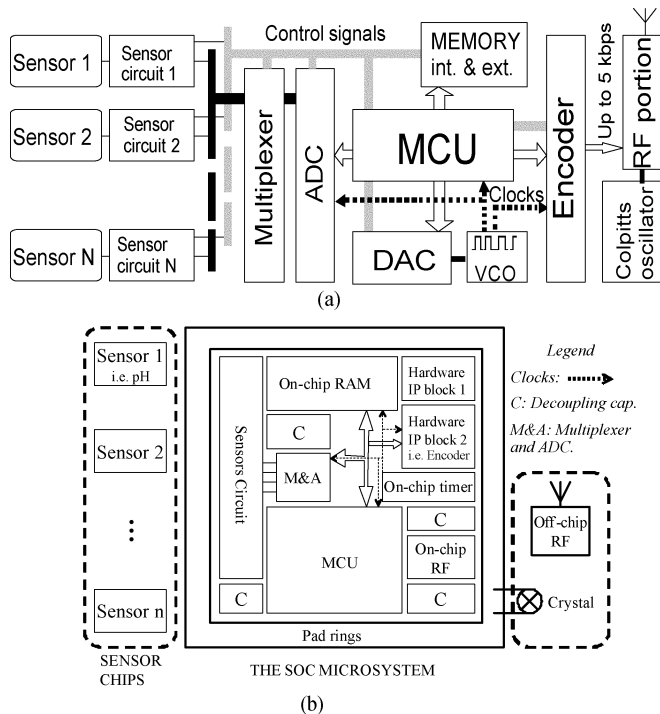 Control signals
Sensor 1
Sensor
circuit 1
Sensor 2
Sensor
circuit 2
Sensor N
Sensor
circuit N
Multiplexer
ADC
MEMORY
int. & ext.
MCU
Clocks
DAC
VCO
Encoder
Up to 5 kbps
RF portion
Colpitts
oscillator
(a)
Sensor 1
i.e. pH
Sensor 2
Sensor n
SENSOR
CHIPS
Sensors Circuit
On-chip RAM
Hardware
IP block 1
C
Hardware
IP block 2
i.e. Encoder
M&A
On-chip timer
MCU
C
On-chip
RF
C
C
Pad rings
THE SOC MICROSYSTEM
Legend
Clocks:
C: Decoupling cap.
M&A: Multiplexer
and ADC.
Off-chip
RF
Crystal
(b)